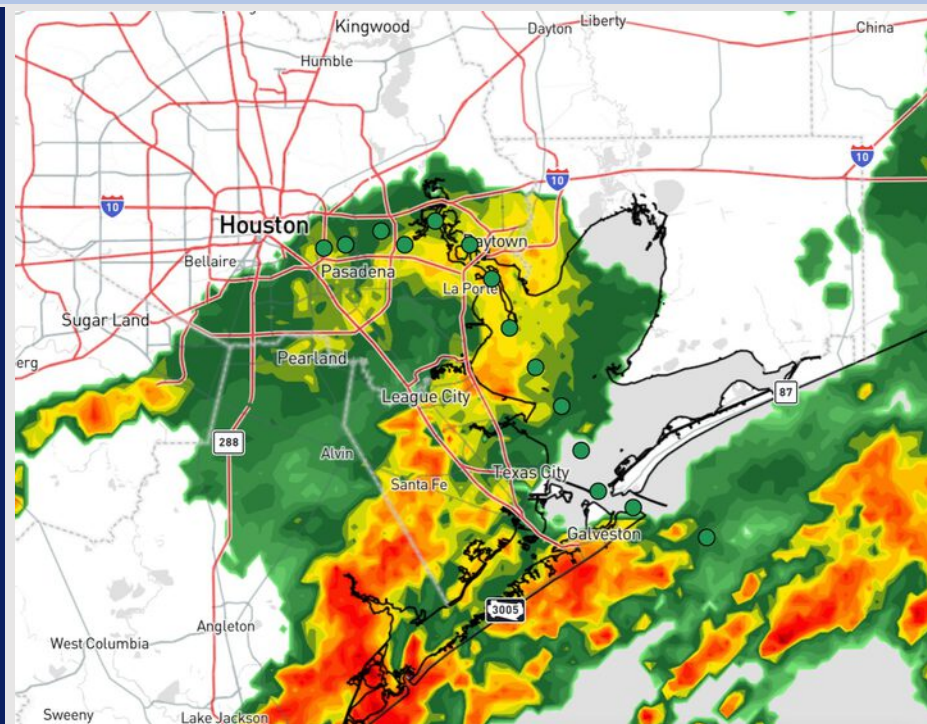 Kingwood
Dayton
Liberty
China
Humble
10
10
10
Houston
Baytown
Bellaire
Pasadena
La Porte
Sugar Land
erg
Pearland
League City
87
288
Alvin
Santa Fe
Texas City
Galveston
3005
Angleton
West Columbia
Sweeny
Lake Jackson